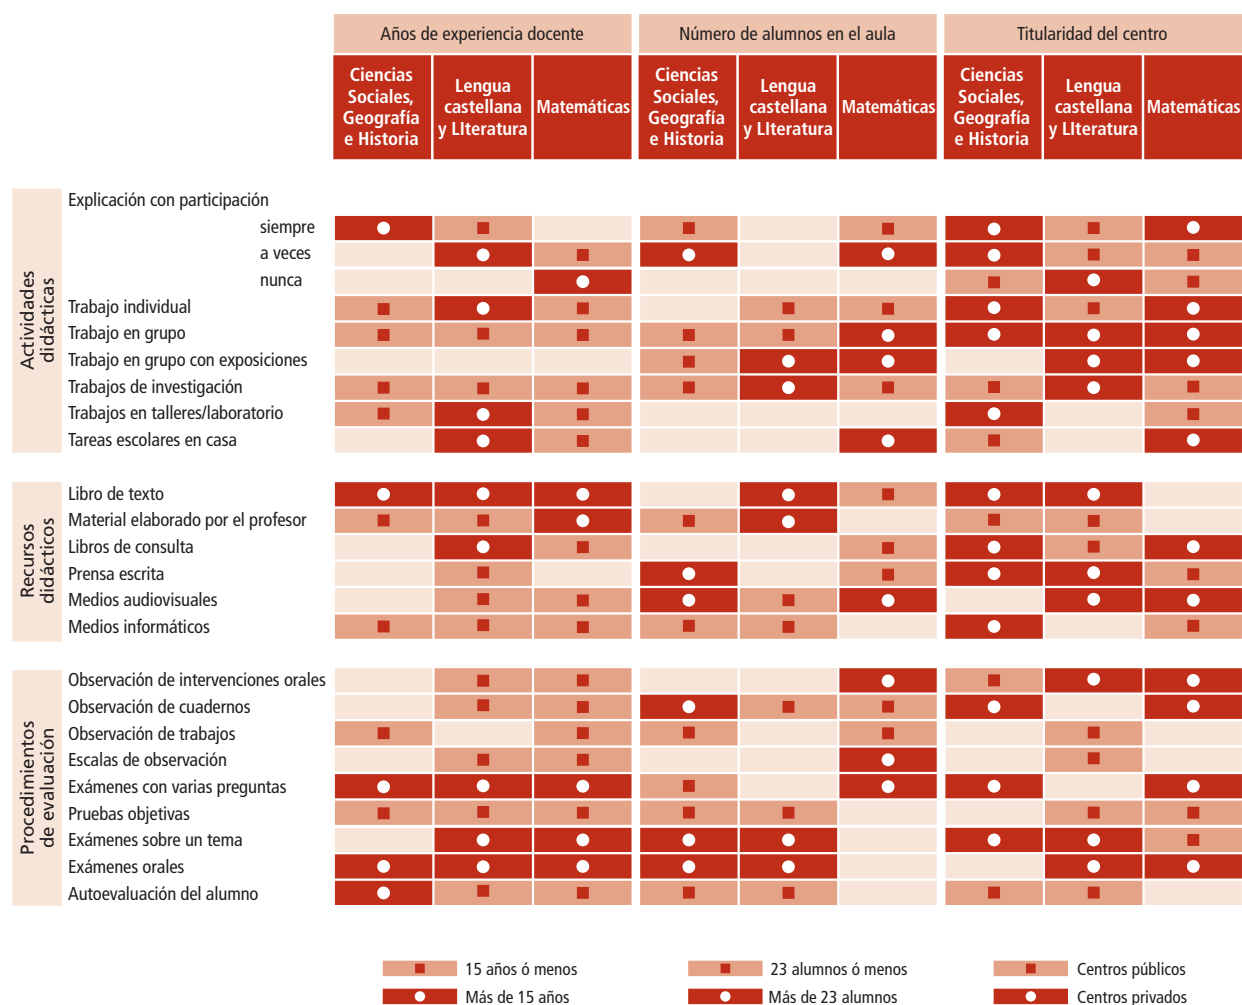 Años de experiencia docente
Número de alumnos en el aula
Titularidad del centro
Ciencias
Sociales,
Geografía
e Historia
Lengua
castellana
y LIteratura
Matemáticas
Ciencias
Sociales,
Geografía
e Historia
Lengua
castellana
y LIteratura
Matemáticas
Ciencias
Sociales,
Geografía
e Historia
Lengua
castellana
y LIteratura
Matemáticas
Actividades
didácticas
Explicación con participación
siempre
a veces
nunca
Trabajo individual
Trabajo en grupo
Trabajo en grupo con exposiciones
Trabajos de investigación
Trabajos en talleres/laboratorio
Tareas escolares en casa
Recursos
didácticos
Libro de texto
Material elaborado por el profesor
Libros de consulta
Prensa escrita
Medios audiovisuales
Medios informáticos
Procedimientos
de evaluación
Observación de intervenciones orales
Observación de cuadernos
Observación de trabajos
Escalas de observación
Exámenes con varias preguntas
Pruebas objetivas
Exámenes sobre un tema
Exámenes orales
Autoevaluación del alumno
15 años ó menos
23 alumnos ó menos
Centros públicos
Más de 15 años
Más de 23 alumnos
Centros privados